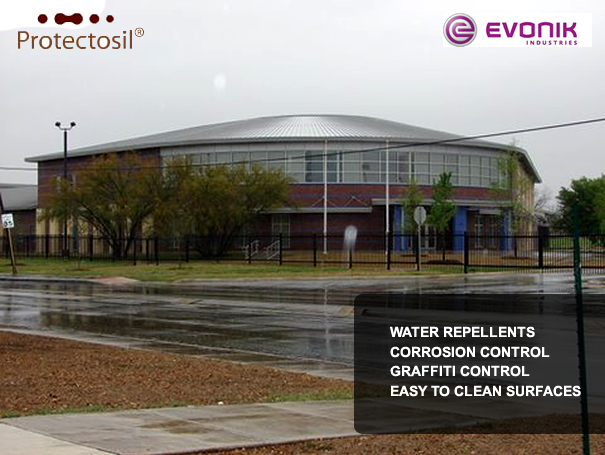 Protectosil®
EVONIK
INDUSTRIES
WATER REPELLENTS
CORROSION CONTROL
GRAFFITI CONTROL
EASY TO CLEAN SURFACES